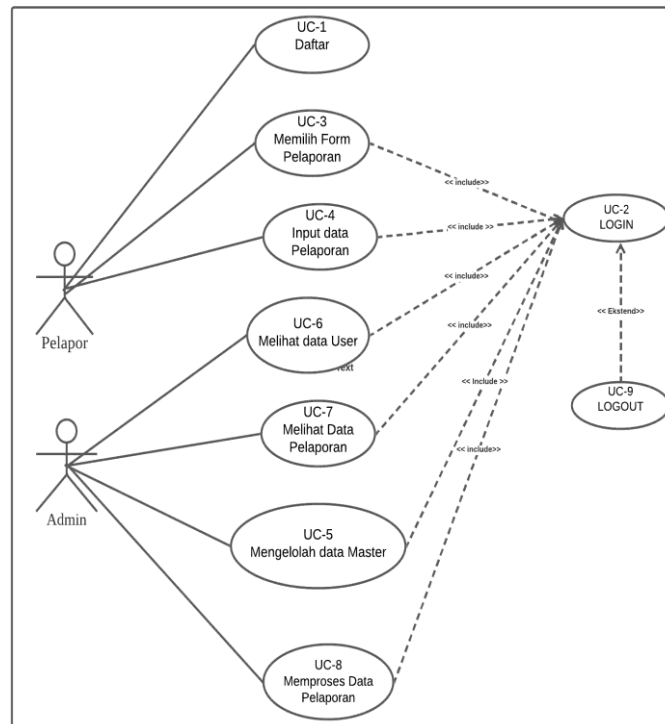 UC-1
Daftar
UC-3
Memilih Form
Pelaporan
<< include>>
UC-2
LOGIN
UC-4
Input data
Pelaporan
<< include >>
Pelapor
<< include>>
UC-6
Melihat data User
<< include>>
<< Ekstend>>
UC-7
Melihat Data
Pelaporan
<< Include >>
UC-9
LOGOUT
<< include>>
Admin
UC-5
Mengelolah data Master
UC-8
Memproses Data
Pelaporan